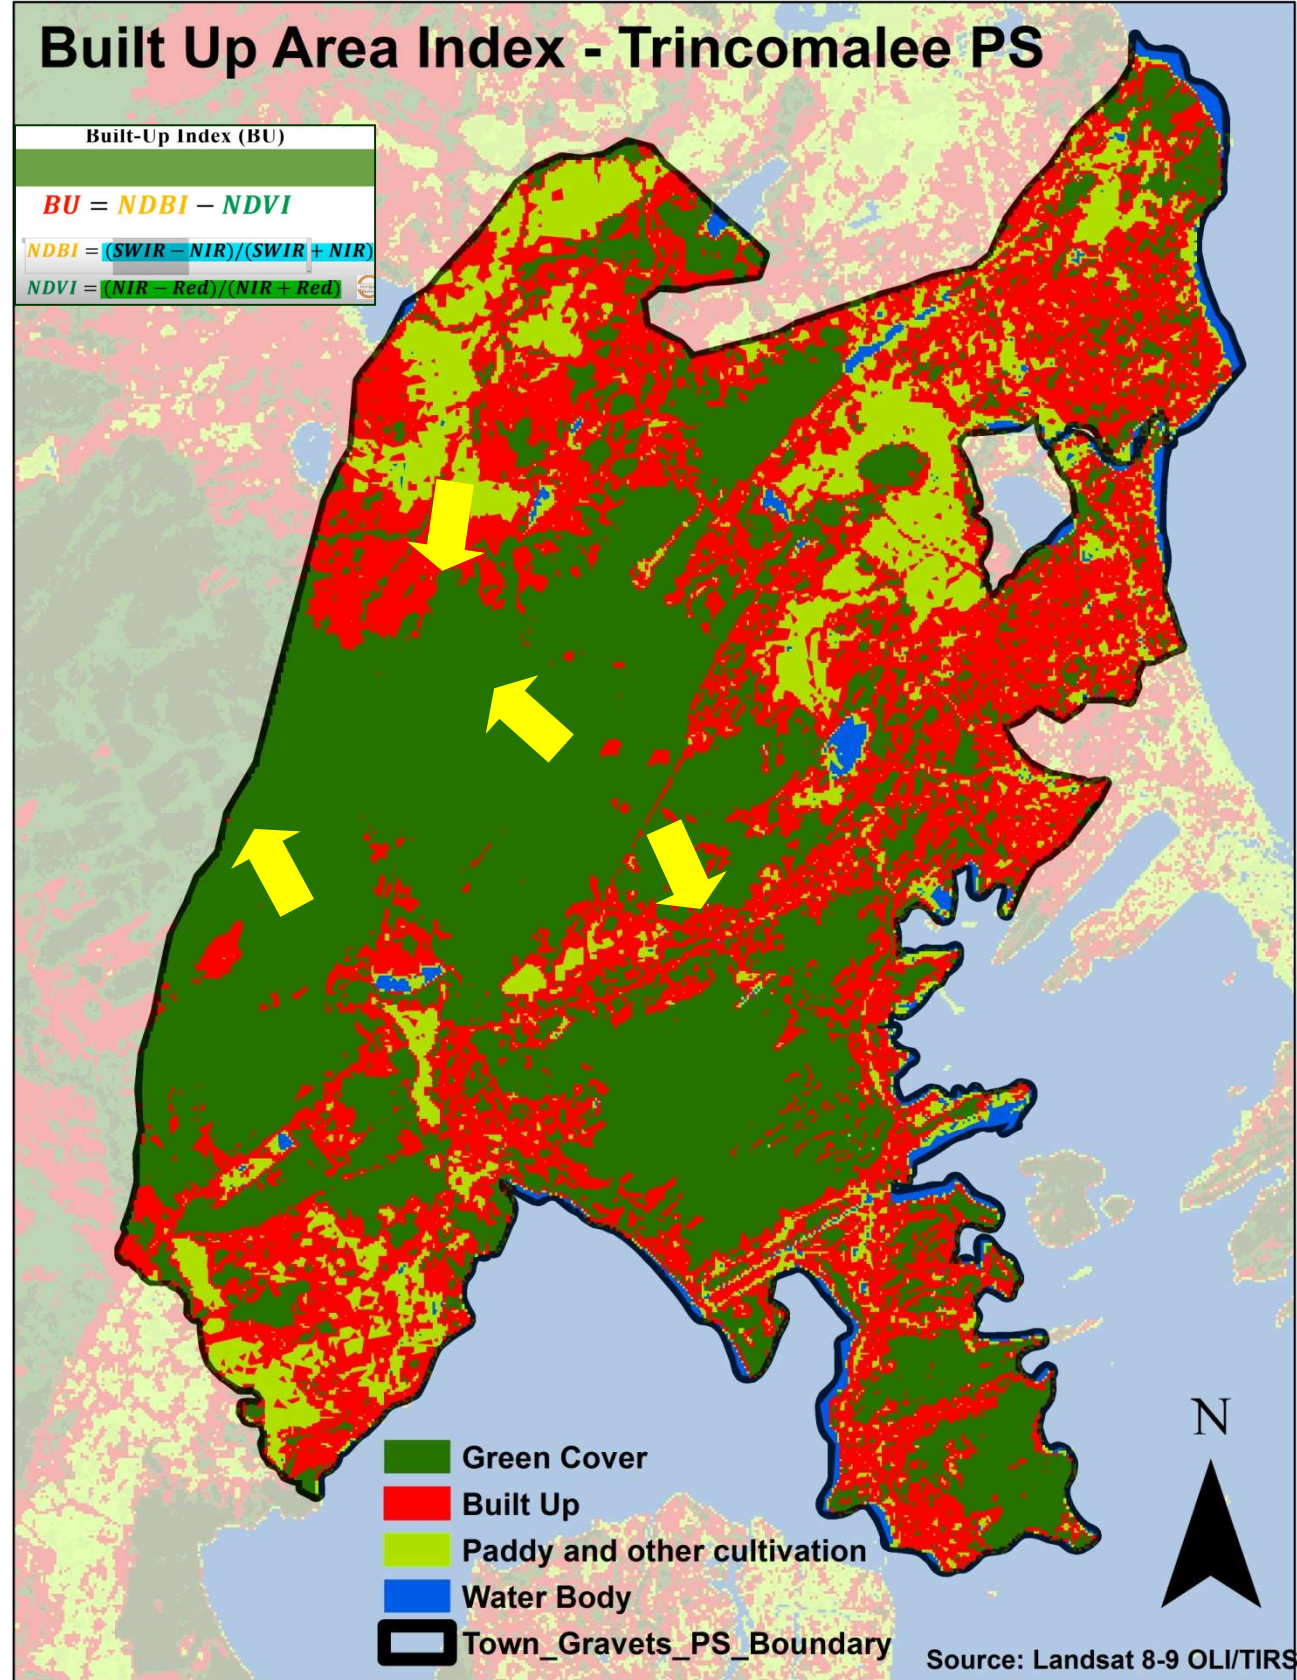 Built Up Area Index - Trincomalee PS
Built-Up Index (BU)
BU = NDBI − NDVI
NDBI = (SWIR − NIR)/(SWIR + NIR)
NDVI = (NIR − Red)/(NIR + Red)
N
Green Cover
Built Up
Paddy and other cultivation
Water Body
Town_Gravets_PS_Boundary
Source: Landsat 8-9 OLI/TIRS